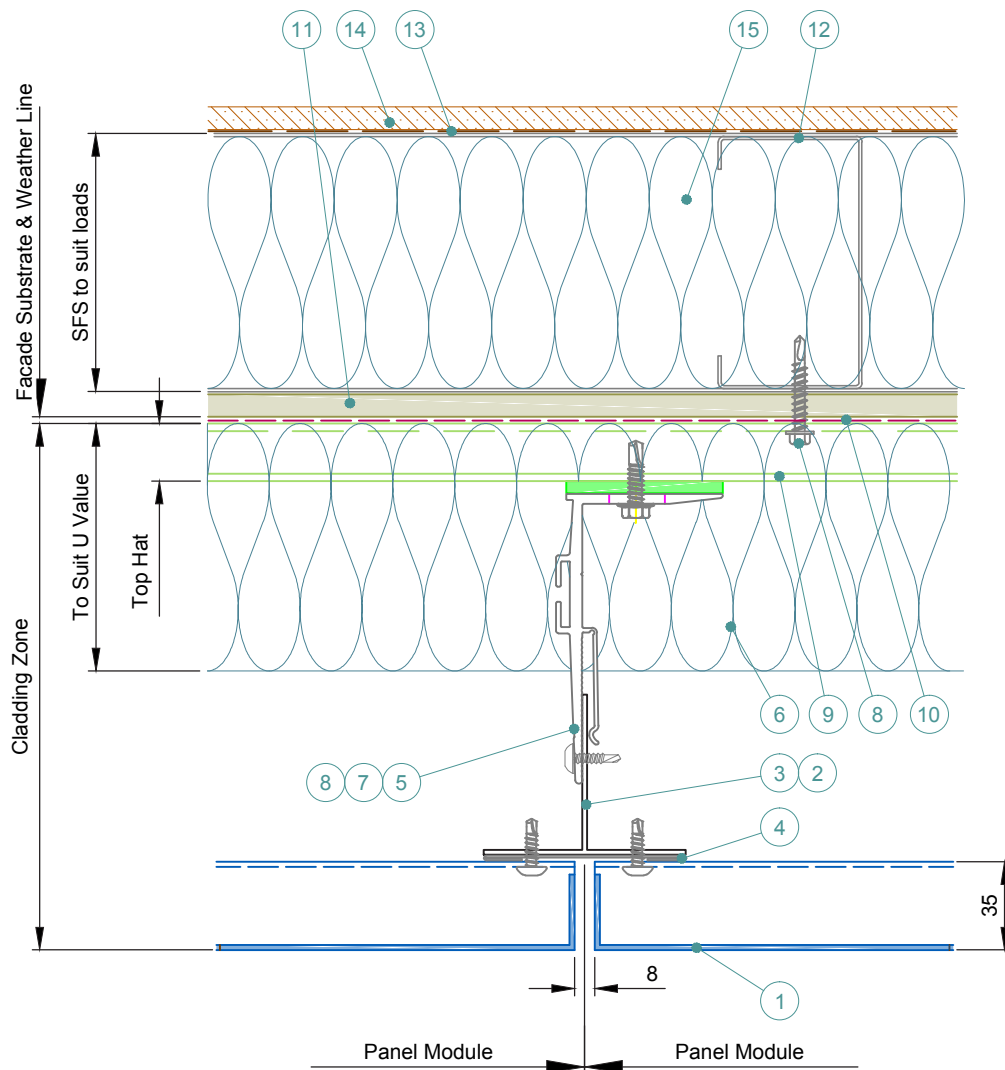 11 14 13 15 12
Facade Substrate & Weather Line
SFS to suit loads
To Suit U Value
Top Hat
Cladding Zone
6 9 8 10
8 7 5
3 2
4
35
8
1
Panel Module Panel Module